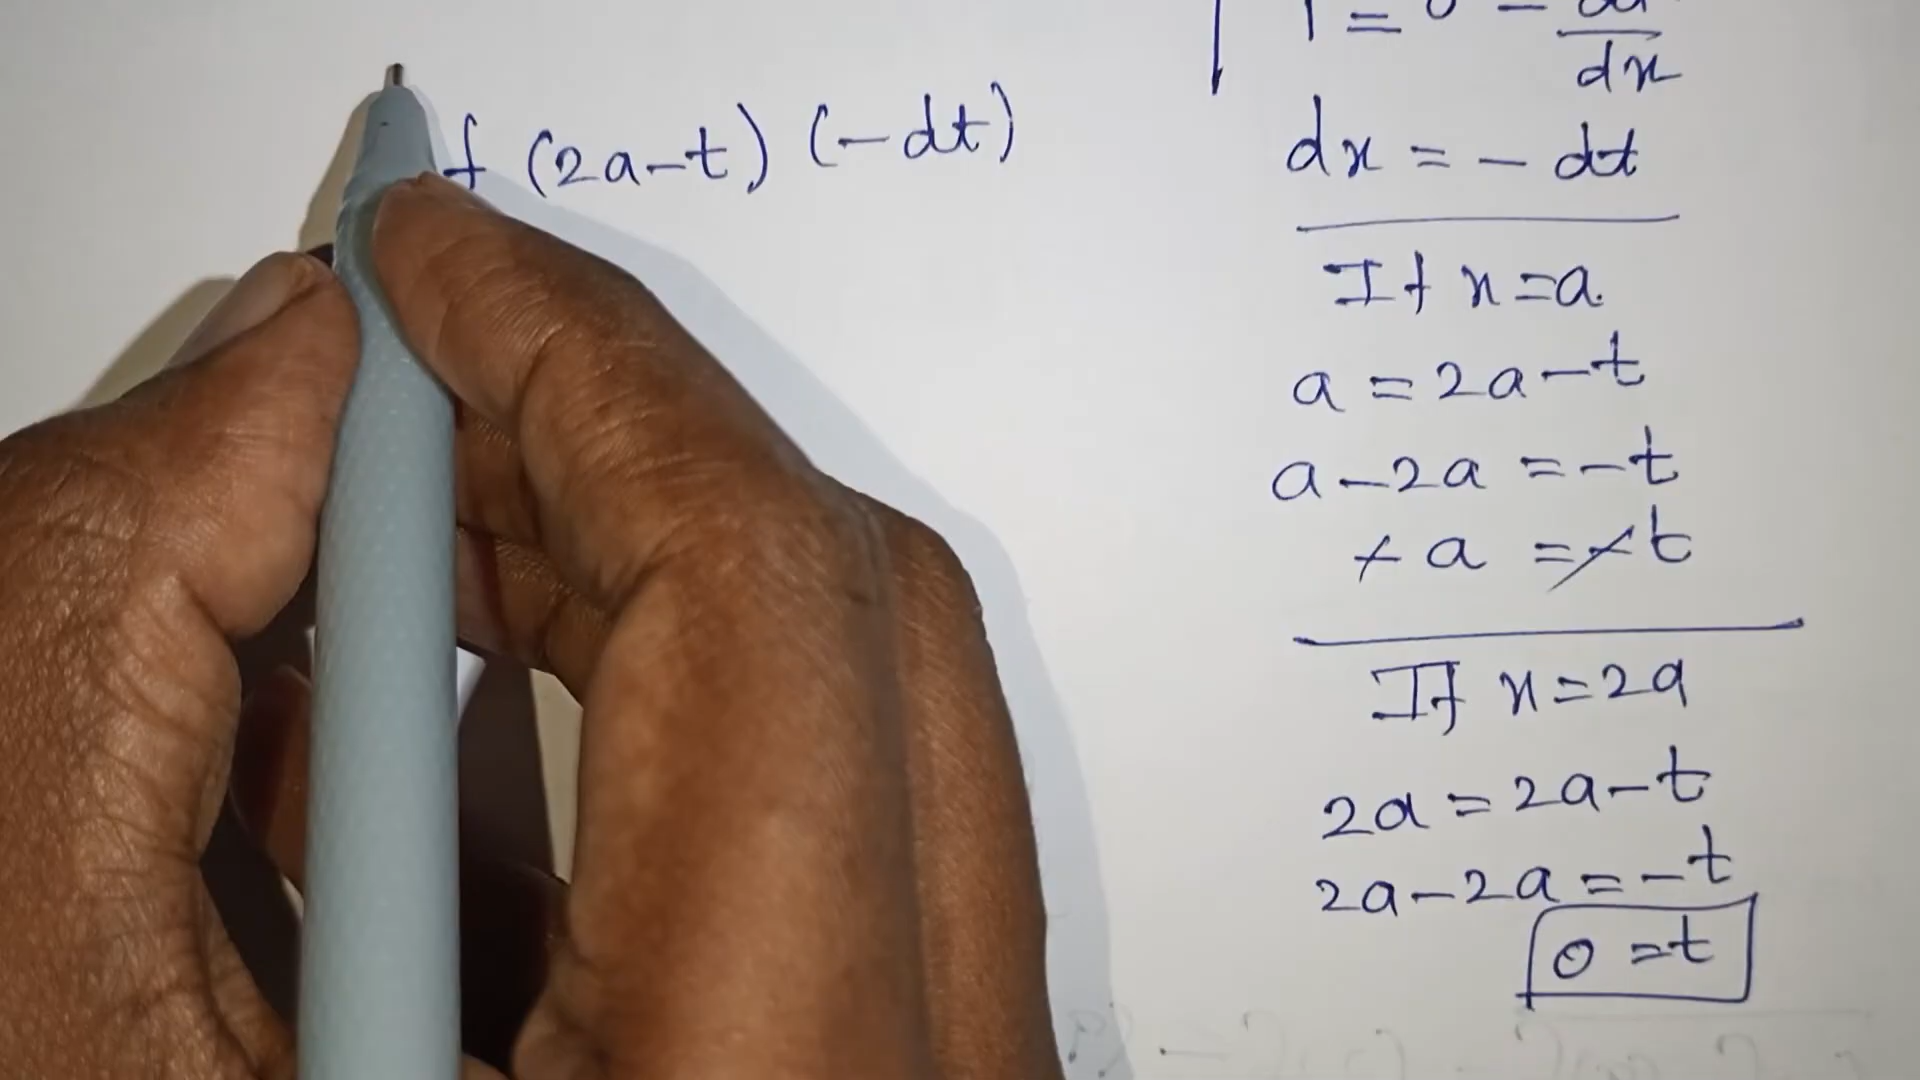 f (2a-t) (-dt)
dx
dx = - dt
If x=a.
a = 2a-t
a-2a = -t
+ a = -t
If x=2a
2a = 2a-t
2a-2a = -t
0 = t